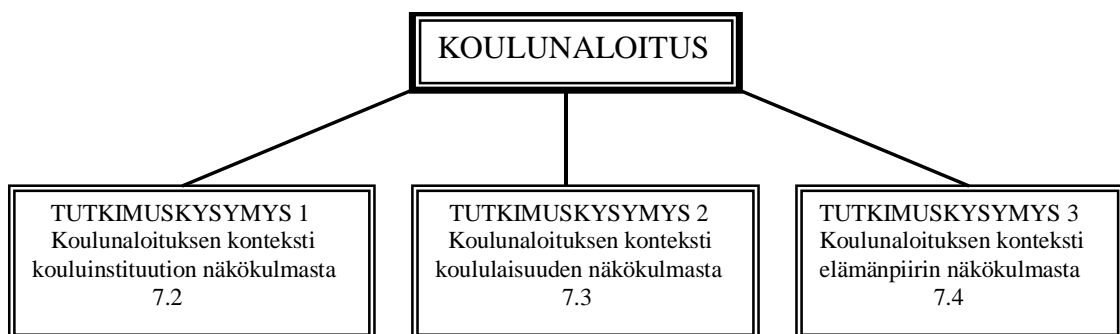 KOULUNALOITUS
TUTKIMUSKYSYMYS 1
Koulunaloituksen konteksti
kouluinstituution näkökulmasta
7.2
TUTKIMUSKYSYMYS 2
Koulunaloituksen konteksti
koululaisuuden näkökulmasta
7.3
TUTKIMUSKYSYMYS 3
Koulunaloituksen konteksti
elämänpiirin näkökulmasta
7.4